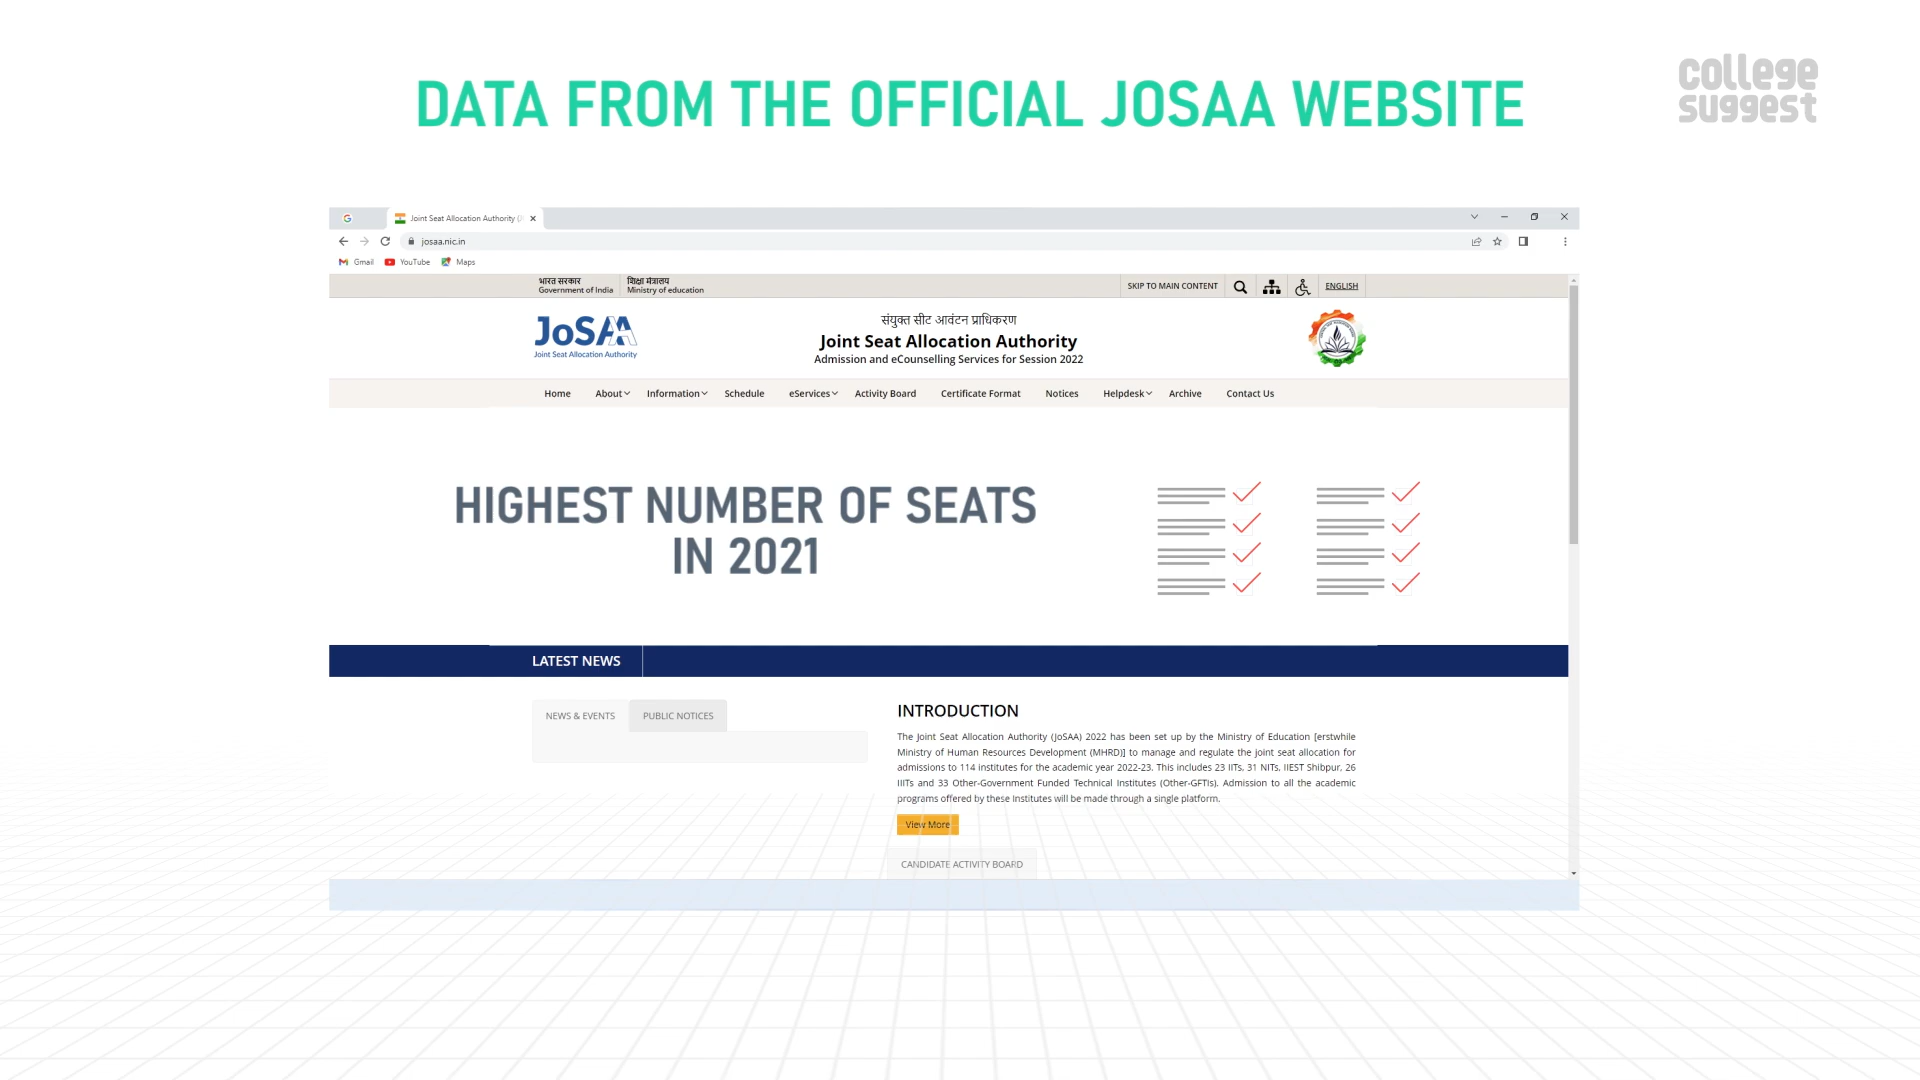 DATA FROM THE OFFICIAL JOSAA WEBSITE
college
suggest
Joint Seat Allocation Authority (
josaa.nic.in
Gmail YouTube Maps
भारत सरकार
Government of India
शिक्षा मंत्रालय
Ministry of education
SKIP TO MAIN CONTENT
ENGLISH
JoSAA
Joint Seat Allocation Authority
संयुक्त सीट आवंटन प्राधिकरण
Joint Seat Allocation Authority
Admission and eCounselling Services for Session 2022
Home About Information Schedule eServices Activity Board Certificate Format Notices Helpdesk Archive Contact Us
HIGHEST NUMBER OF SEATS
IN 2021
LATEST NEWS
NEWS & EVENTS PUBLIC NOTICES
INTRODUCTION
The Joint Seat Allocation Authority (JoSAA) 2022 has been set up by the Ministry of Education [erstwhile
Ministry of Human Resources Development (MHRD)] to manage and regulate the joint seat allocation for
admissions to 114 institutes for the academic year 2022-23. This includes 23 IITs, 31 NITs, IIEST Shibpur, 26
IIITs and 33 Other-Government Funded Technical Institutes (Other-GFTIs). Admission to all the academic
programs offered by these Institutes will be made through a single platform.
View More
CANDIDATE ACTIVITY BOARD